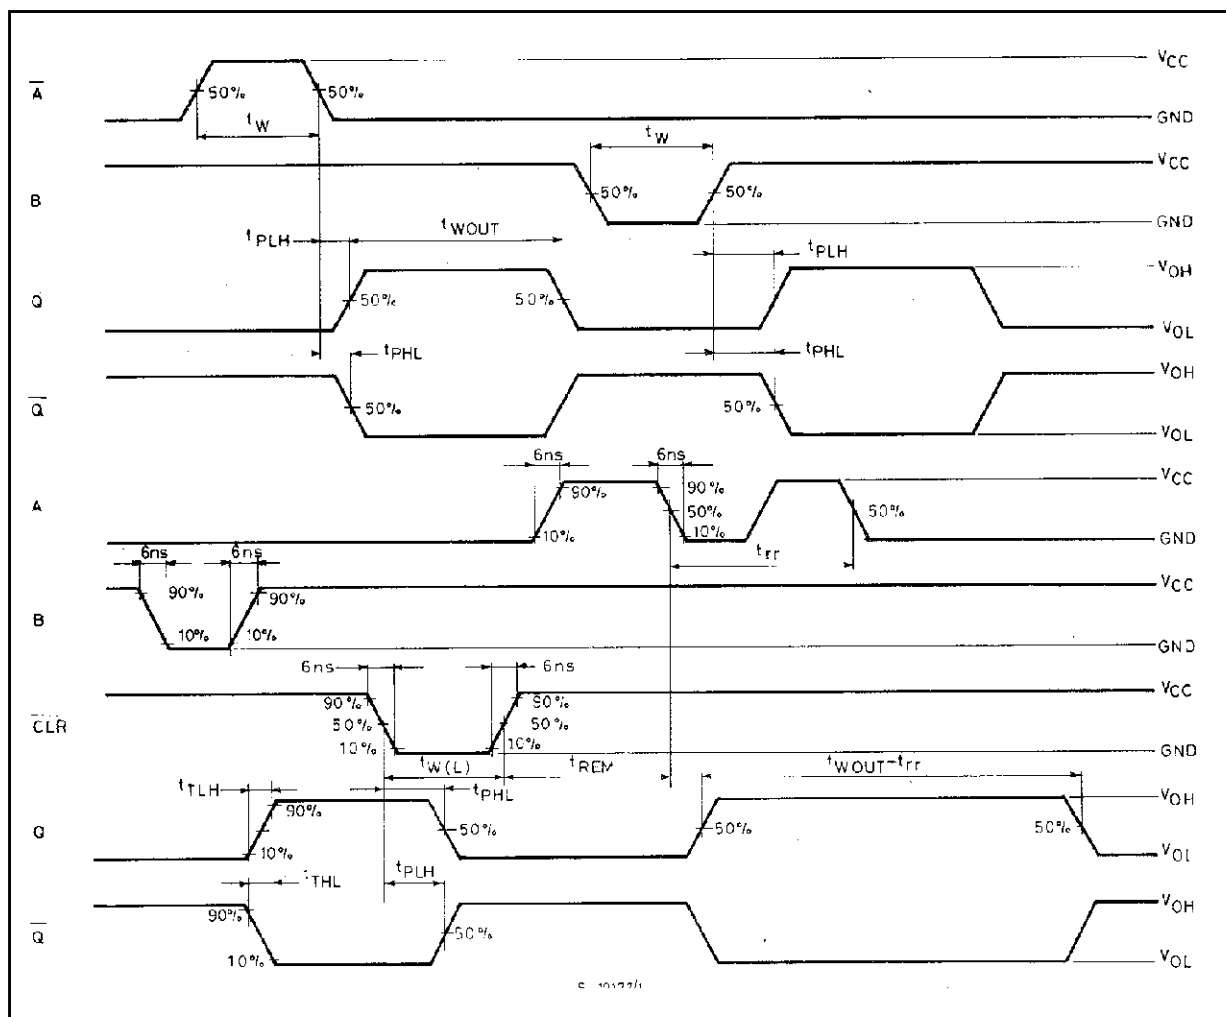 VCC
A
50%
50%
tW
GND
tW
VCC
B
50%
50%
GND
tPLH
tWOUT
tPLH
VOH
Q
50%
50%
VOL
tPHL
tPHL
VOH
Q
50%
50%
VOL
6ns
6ns
VCC
90%
90%
A
50%
50%
10%
10%
GND
trr
6ns
6ns
VCC
90%
90%
B
10%
10%
GND
6ns
6ns
VCC
90%
90%
CLR
50%
50%
10%
10%
GND
tW(L)
tREM
tWOUT-trr
tTLH
tPHL
VOH
90%
Q
50%
50%
50%
10%
VOL
tPLH
tTHL
VOH
90%
Q
50%
10%
VOL